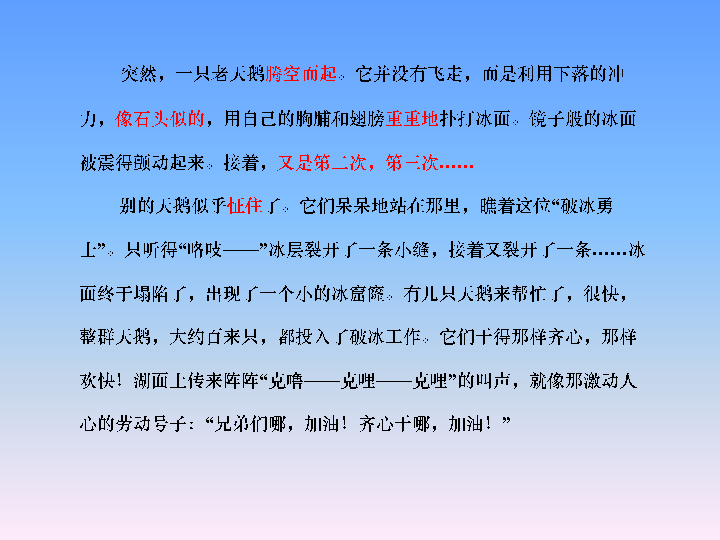 突然，一只老天鹅腾空而起。它并没有飞走，而是利用下落的冲
力，像石头似的，用自己的胸脯和翅膀重重地扑打冰面。镜子般的冰面
被震得颤动起来。接着，又是第二次，第三次……
别的天鹅似乎怔住了。它们呆呆地站在那里，瞧着这位“破冰勇
士”。只听得“咯吱——”冰层裂开了一条小缝，接着又裂开了一条……冰
面终于塌陷了，出现了一个小的冰窟窿。有几只天鹅来帮忙了，很快，
整群天鹅，大约百来只，都投入了破冰工作。它们干得那样齐心，那样
欢快！湖面上传来阵阵“克噜——克哩——克哩”的叫声，就像那激动人
心的劳动号子：“兄弟们哪，加油！齐心干哪，加油！”